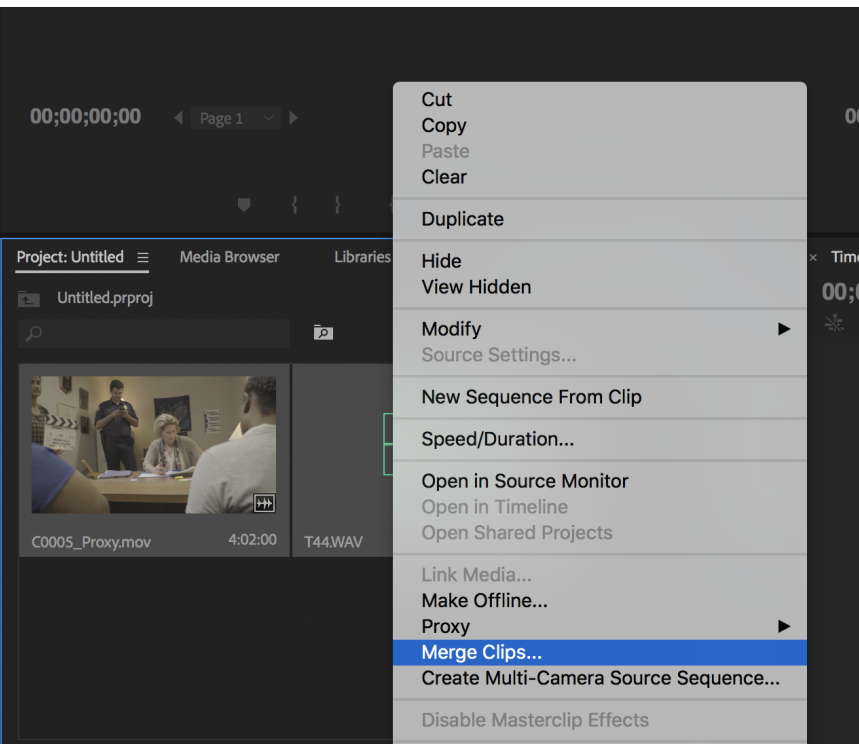 00;00;00;00
Page 1
Project: Untitled
Media Browser
Libraries
Untitled.prproj
C0005_Proxy.mov
4:02:00
T44.WAV
Cut
Copy
Paste
Clear
Duplicate
Hide
View Hidden
Modify
Source Settings...
New Sequence From Clip
Speed/Duration...
Open in Source Monitor
Open in Timeline
Open Shared Projects
Link Media...
Make Offline...
Proxy
Merge Clips...
Create Multi-Camera Source Sequence...
Disable Masterclip Effects